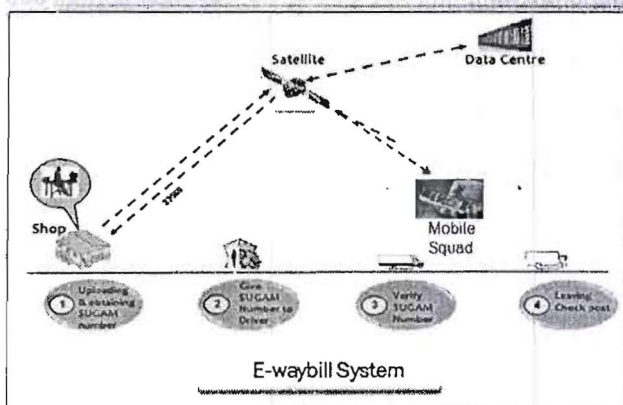 Satellite
Data Centre
Shop
Mobile
Squad
1
Uploading
& obtaining
SUGAM
number
2
Give
SUGAM
Number to
Driver
3
Verify
SUGAM
Number
4
Leaving
Check post
E-waybill System